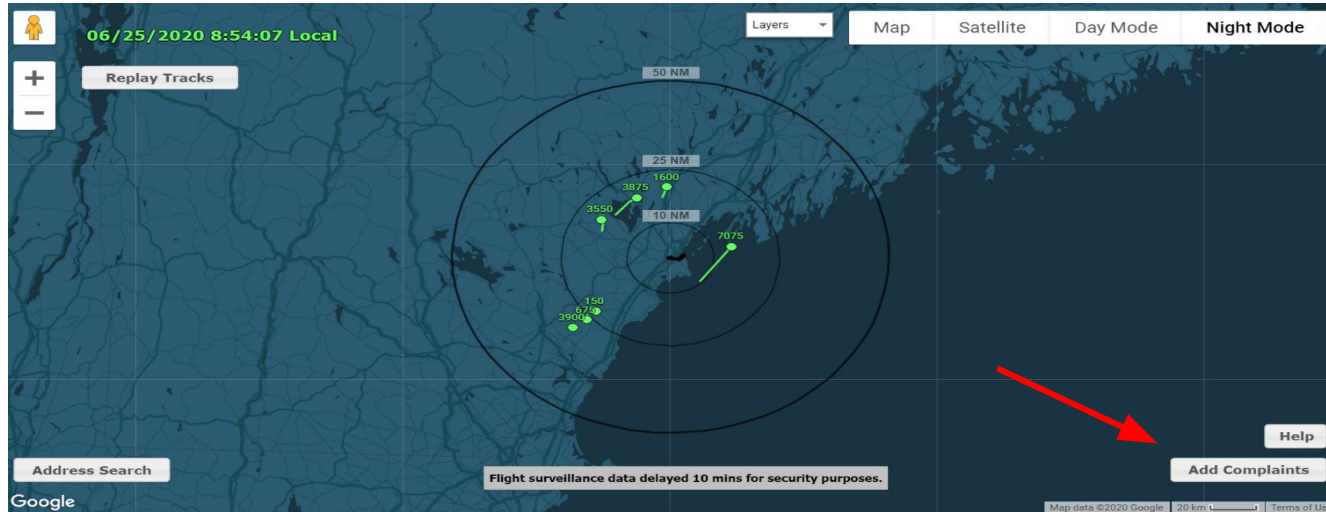 Layers
Map
Satellite
Day Mode
Night Mode
06/25/2020 8:54:07 Local
+
Replay Tracks
50 NM
−
25 NM
1600
3875
3550
10 NM
7075
150
675
3900
Help
Address Search
Add Complaints
Flight surveillance data delayed 10 mins for security purposes.
Google
Map data ©2020 Google
20 km
Terms of Us